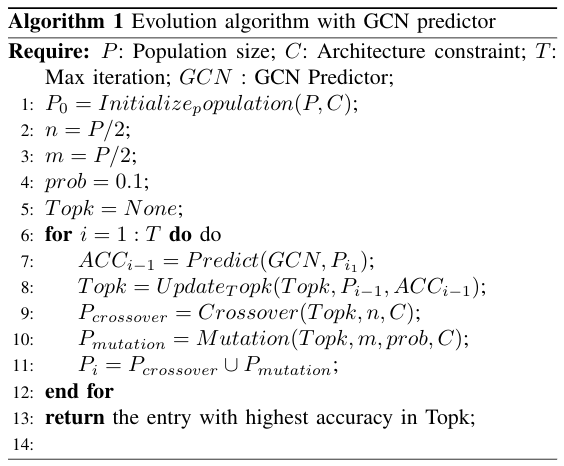 Algorithm 1 Evolution algorithm with GCN predictor
Require: P: Population size; C: Architecture constraint; T:
Max iteration; GCN : GCN Predictor;
1: P_0 = Initialize_population(P, C);
2: n = P/2;
3: m = P/2;
4: prob = 0.1;
5: Topk = None;
6: for i = 1 : T do do
7: ACC_{i−1} = Predict(GCN, P_{i_1});
8: Topk = Update_Topk(Topk, P_{i−1}, ACC_{i−1});
9: P_{crossover} = Crossover(Topk, n, C);
10: P_{mutation} = Mutation(Topk, m, prob, C);
11: P_i = P_{crossover} ∪ P_{mutation};
12: end for
13: return the entry with highest accuracy in Topk;
14: